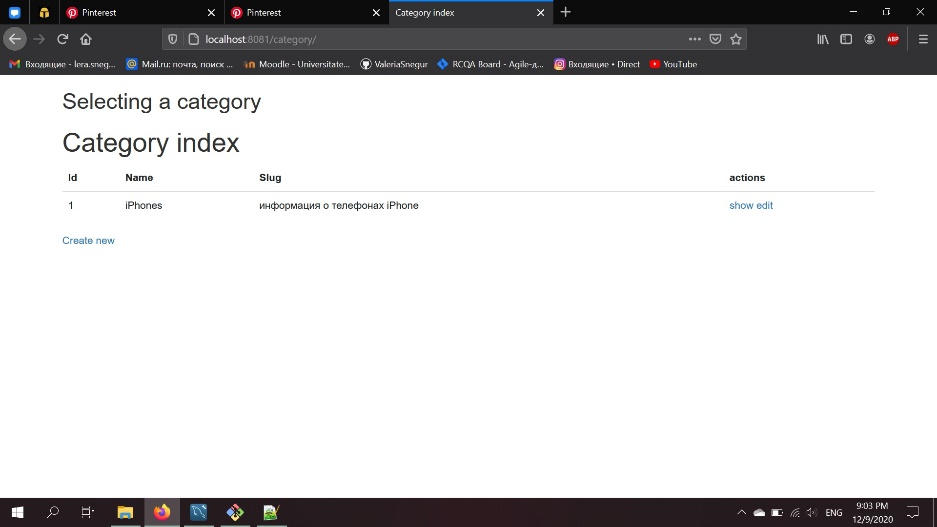 Pinterest
Pinterest
Category index
localhost:8081/category/
Входящие - lera.sneg...
Mail.ru: почта, поиск ...
Moodle - Universitate...
ValeriaSnegur
RCQA Board - Agile-д...
Входящие • Direct
YouTube
ABP
Selecting a category
Category index
Id Name Slug actions
1 iPhones информация о телефонах iPhone show edit
Create new
ENG
9:03 PM
12/9/2020